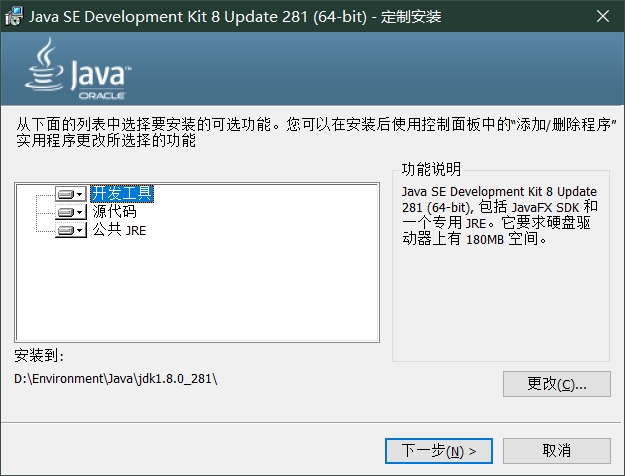 Java SE Development Kit 8 Update 281 (64-bit) - 定制安装
Java™
ORACLE
从下面的列表中选择要安装的可选功能。您可以在安装后使用控制面板中的“添加/删除程序”
实用程序更改所选择的功能
开发工具
源代码
公共 JRE
功能说明
Java SE Development Kit 8 Update
281 (64-bit), 包括 JavaFX SDK 和
一个专用 JRE。它要求硬盘驱
动器上有 180MB 空间。
安装到:
D:\Environment\Java\jdk1.8.0_281\
更改(C)...
下一步(N) >
取消